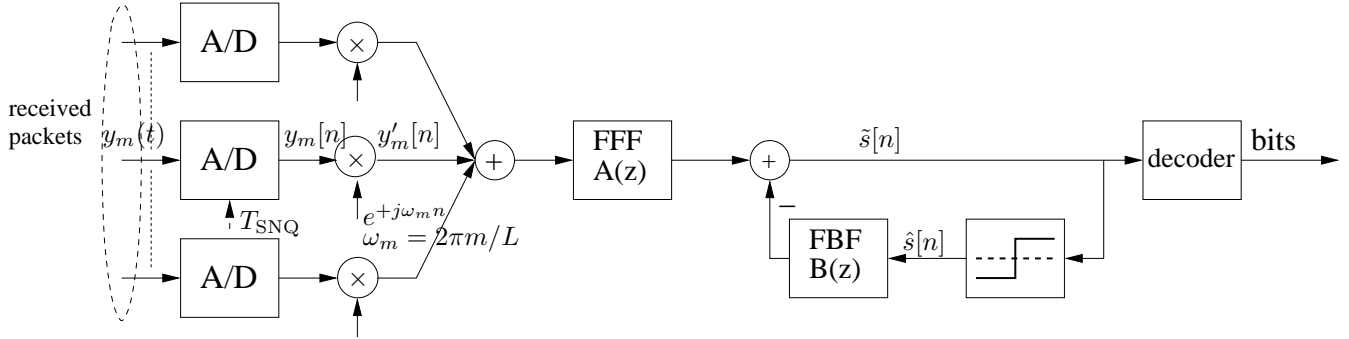 A/D
×
received
packets
y_m(t)
A/D
y_m[n]
×
y'_m[n]
+
FFF
A(z)
+
s̃[n]
decoder
bits
−
T_SNQ
e^{+jω_m n}
ω_m = 2πm/L
FBF
B(z)
ŝ[n]
A/D
×